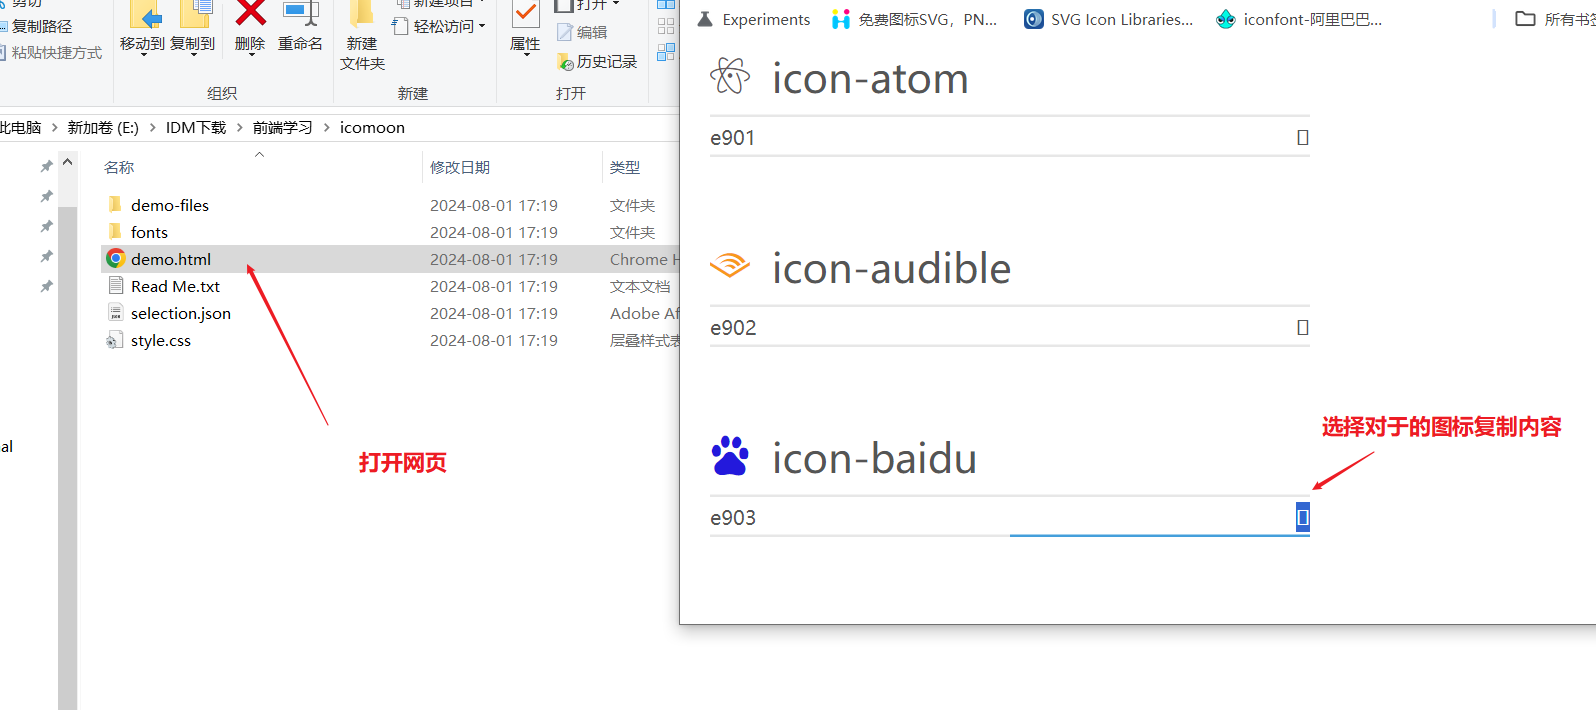 剪切
复制路径
粘贴快捷方式
移动到 复制到 删除 重命名
新建
文件夹
新建项目
轻松访问
属性
打开
编辑
历史记录
组织 新建 打开
此电脑 > 新加卷 (E:) > IDM下载 > 前端学习 > icomoon
名称 修改日期 类型
demo-files 2024-08-01 17:19 文件夹
fonts 2024-08-01 17:19 文件夹
demo.html 2024-08-01 17:19 Chrome H
Read Me.txt 2024-08-01 17:19 文本文档
selection.json 2024-08-01 17:19 Adobe Af
style.css 2024-08-01 17:19 层叠样式表
al
打开网页
Experiments 免费图标SVG，PN... SVG Icon Libraries... iconfont-阿里巴巴... 所有书签
icon-atom
e901
icon-audible
e902
icon-baidu
e903
选择对于的图标复制内容